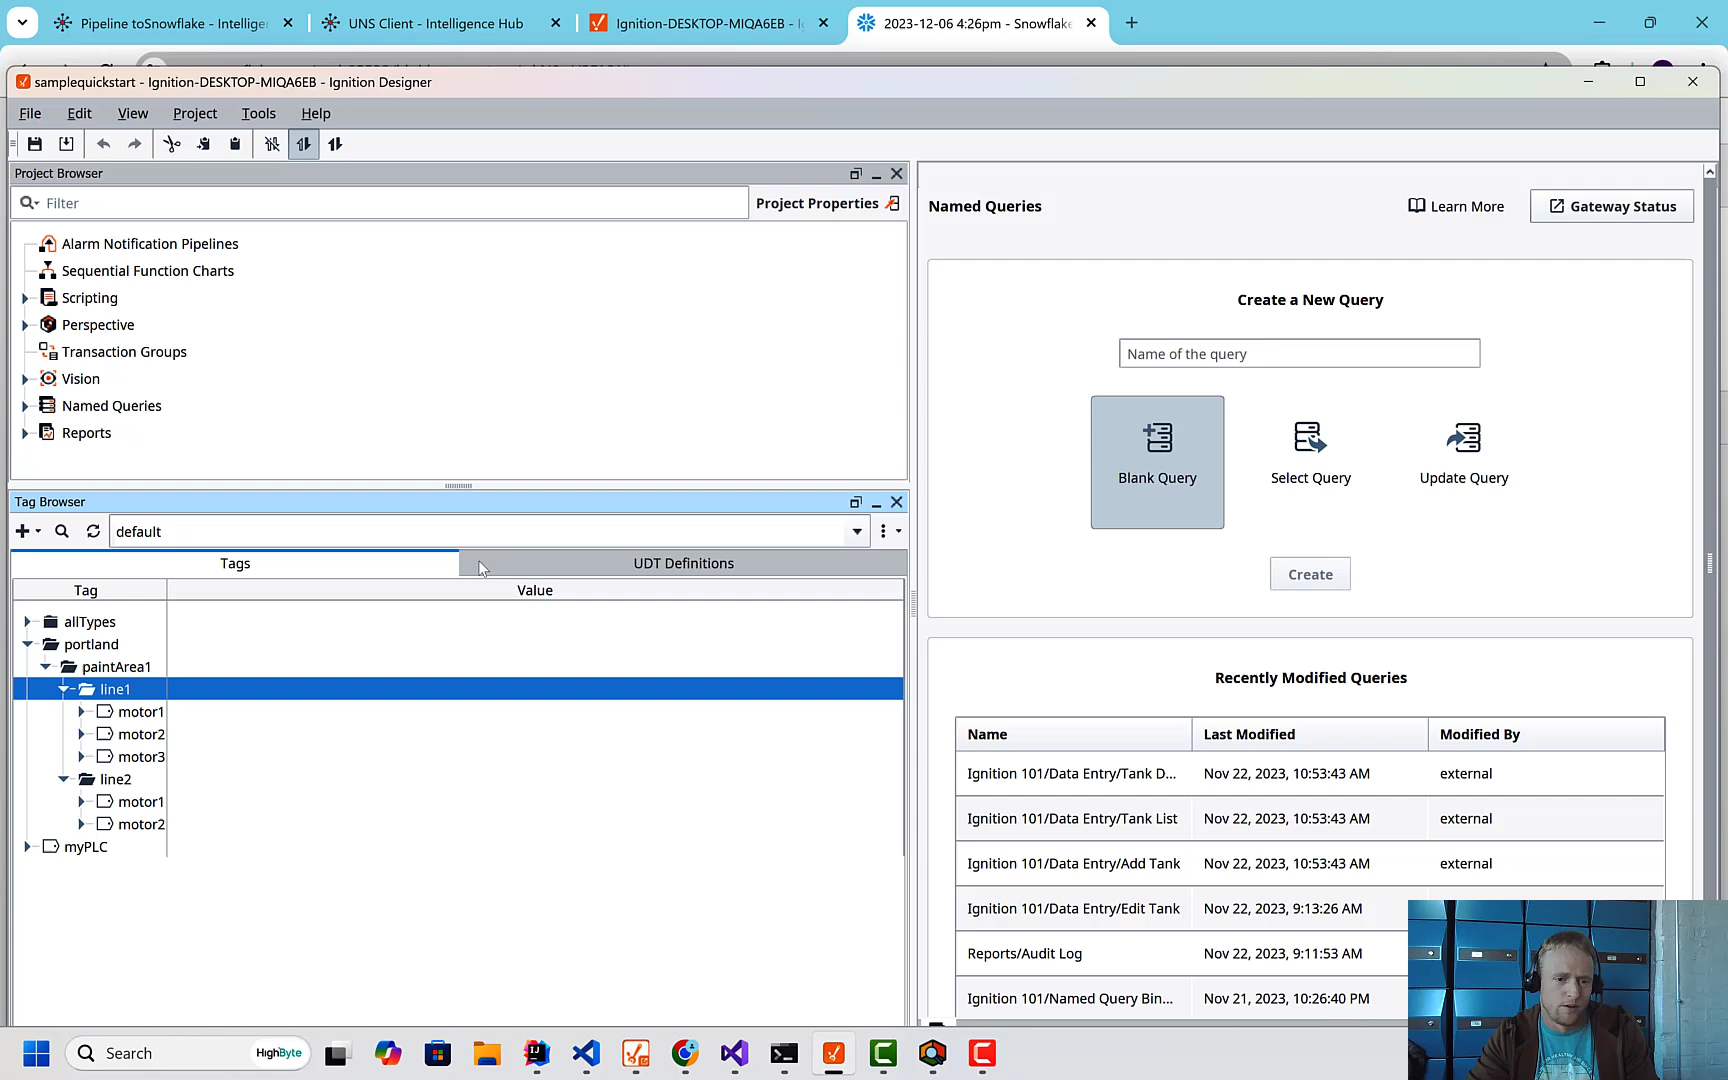 Pipeline toSnowflake - Intelliger
UNS Client - Intelligence Hub
Ignition-DESKTOP-MIQA6EB - I
2023-12-06 4:26pm - Snowflake
samplequickstart - Ignition-DESKTOP-MIQA6EB - Ignition Designer
File Edit View Project Tools Help
Project Browser
Filter
Project Properties
Alarm Notification Pipelines
Sequential Function Charts
Scripting
Perspective
Transaction Groups
Vision
Named Queries
Reports
Tag Browser
default
Tags UDT Definitions
Tag Value
allTypes
portland
paintArea1
line1
motor1
motor2
motor3
line2
motor1
motor2
myPLC
Named Queries
Learn More
Gateway Status
Create a New Query
Name of the query
Blank Query Select Query Update Query
Create
Recently Modified Queries
Name Last Modified Modified By
Ignition 101/Data Entry/Tank D... Nov 22, 2023, 10:53:43 AM external
Ignition 101/Data Entry/Tank List Nov 22, 2023, 10:53:43 AM external
Ignition 101/Data Entry/Add Tank Nov 22, 2023, 10:53:43 AM external
Ignition 101/Data Entry/Edit Tank Nov 22, 2023, 9:13:26 AM
Reports/Audit Log Nov 22, 2023, 9:11:53 AM
Ignition 101/Named Query Bin... Nov 21, 2023, 10:26:40 PM
Search
HighByte